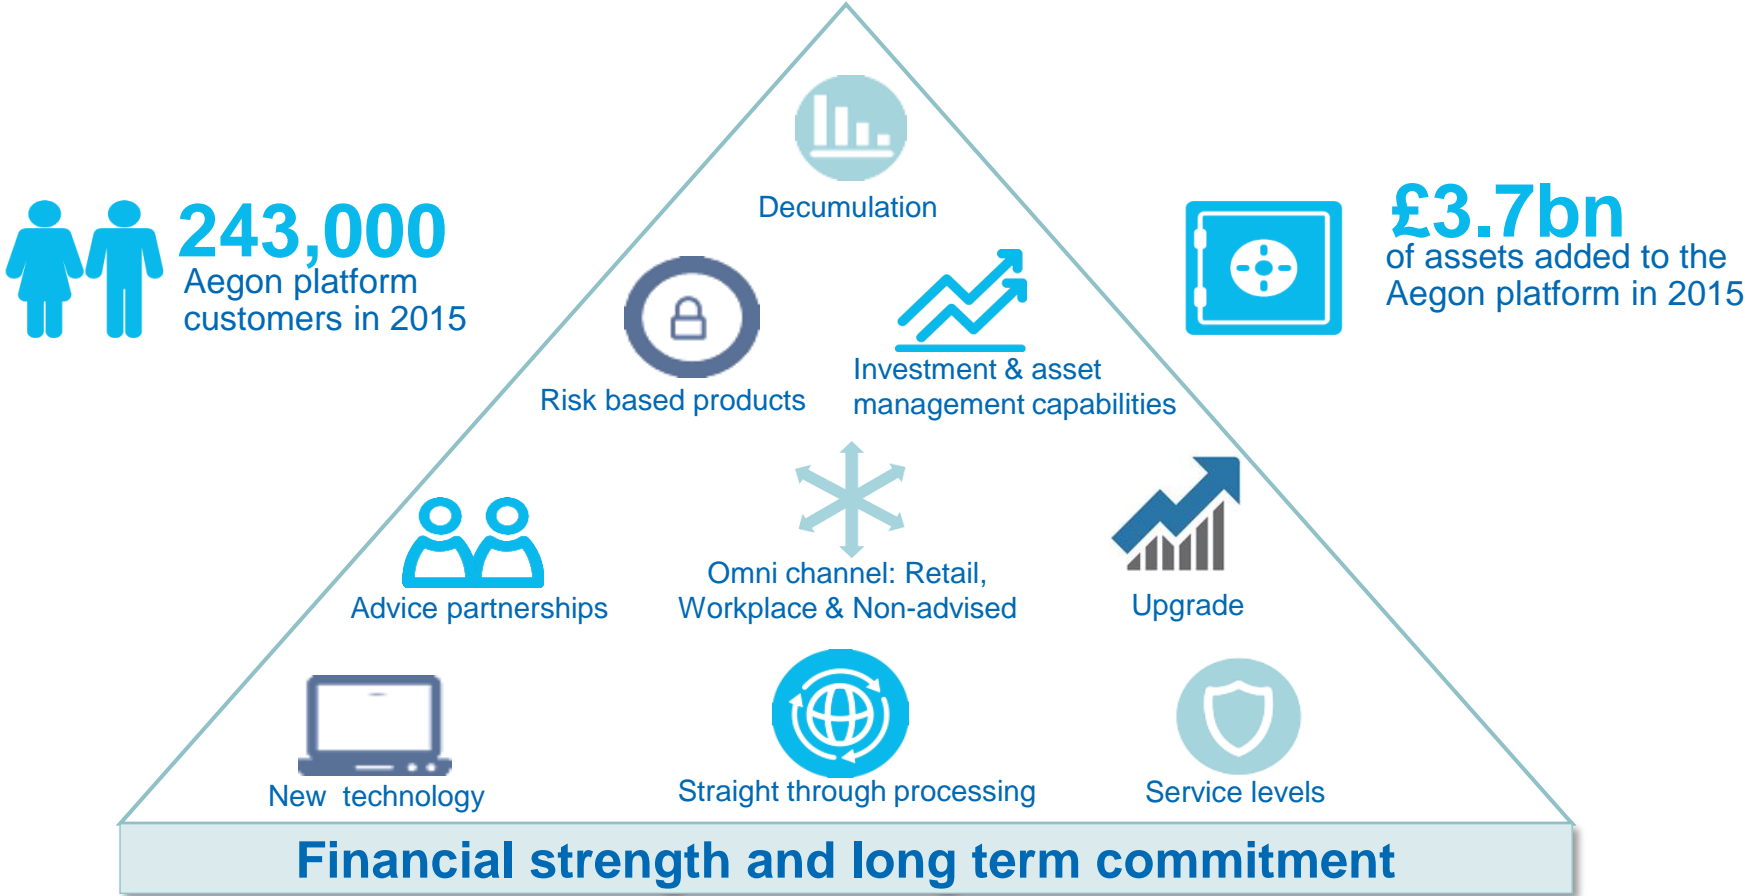 Decumulation
243,000
Aegon platform
customers in 2015
£3.7bn
of assets added to the
Aegon platform in 2015
Risk based products
Investment & asset
management capabilities
Advice partnerships
Omni channel: Retail,
Workplace & Non-advised
Upgrade
New technology
Straight through processing
Service levels
Financial strength and long term commitment